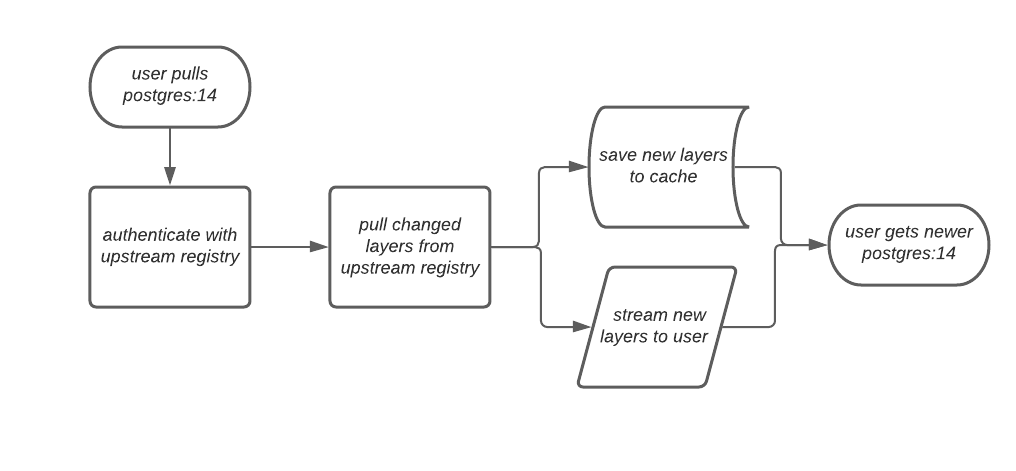 user pulls
postgres:14
authenticate with
upstream registry
pull changed
layers from
upstream registry
save new layers
to cache
stream new
layers to user
user gets newer
postgres:14